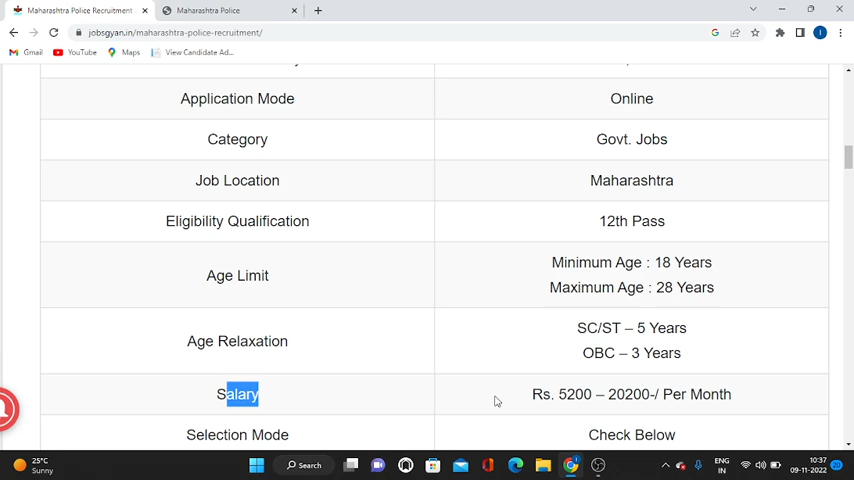 Maharashtra Police Recruitment
Maharashtra Police
jobsgyan.in/maharashtra-police-recruitment/
Gmail
YouTube
Maps
View Candidate Ad...
Application Mode
Online
Category
Govt. Jobs
Job Location
Maharashtra
Eligibility Qualification
12th Pass
Age Limit
Minimum Age : 18 Years
Maximum Age : 28 Years
Age Relaxation
SC/ST – 5 Years
OBC – 3 Years
Salary
Rs. 5200 – 20200-/ Per Month
Selection Mode
Check Below
25°C
Sunny
Search
ENG
IN
10:37
09-11-2022
20